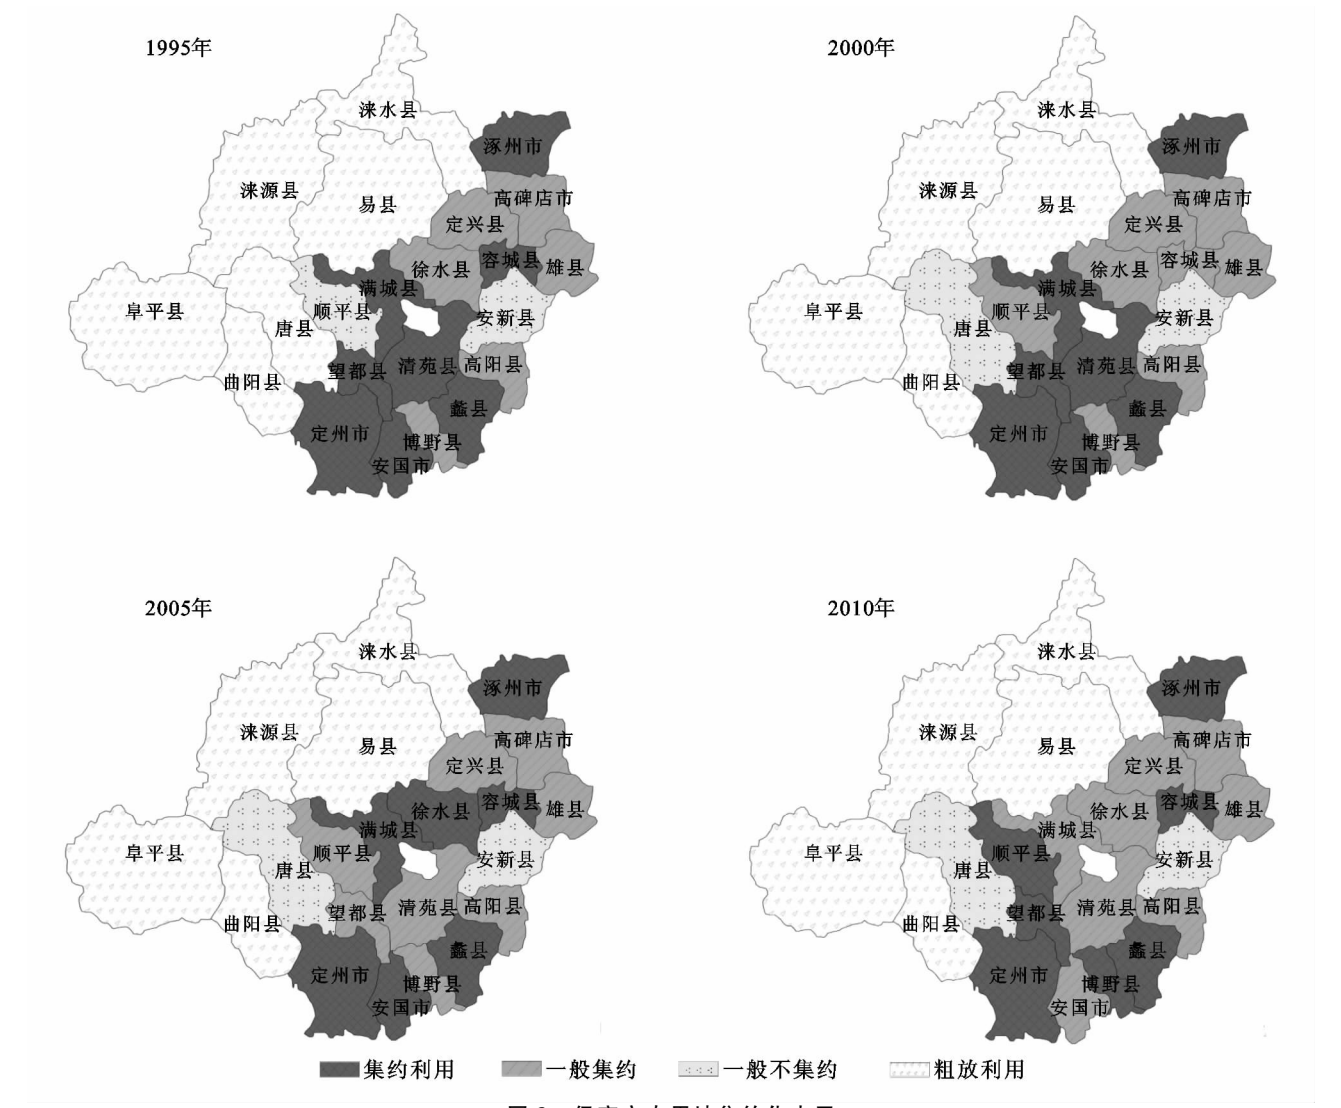 1995年
涞水县
涿州市
涞源县
易县
高碑店市
定兴县
容城县
雄县
徐水县
满城县
阜平县
顺平县
唐县
安新县
望都县
清苑县
高阳县
曲阳县
蠡县
定州市
博野县
安国市
2000年
涞水县
涿州市
涞源县
易县
高碑店市
定兴县
容城县
雄县
徐水县
满城县
阜平县
顺平县
唐县
安新县
望都县
清苑县
高阳县
曲阳县
蠡县
定州市
博野县
安国市
2005年
涞水县
涿州市
涞源县
易县
高碑店市
定兴县
容城县
雄县
徐水县
满城县
阜平县
顺平县
唐县
安新县
望都县
清苑县
高阳县
曲阳县
蠡县
定州市
博野县
安国市
2010年
涞水县
涿州市
涞源县
易县
高碑店市
定兴县
容城县
雄县
徐水县
满城县
阜平县
顺平县
唐县
安新县
望都县
清苑县
高阳县
曲阳县
蠡县
定州市
博野县
安国市
集约利用 一般集约 一般不集约 粗放利用